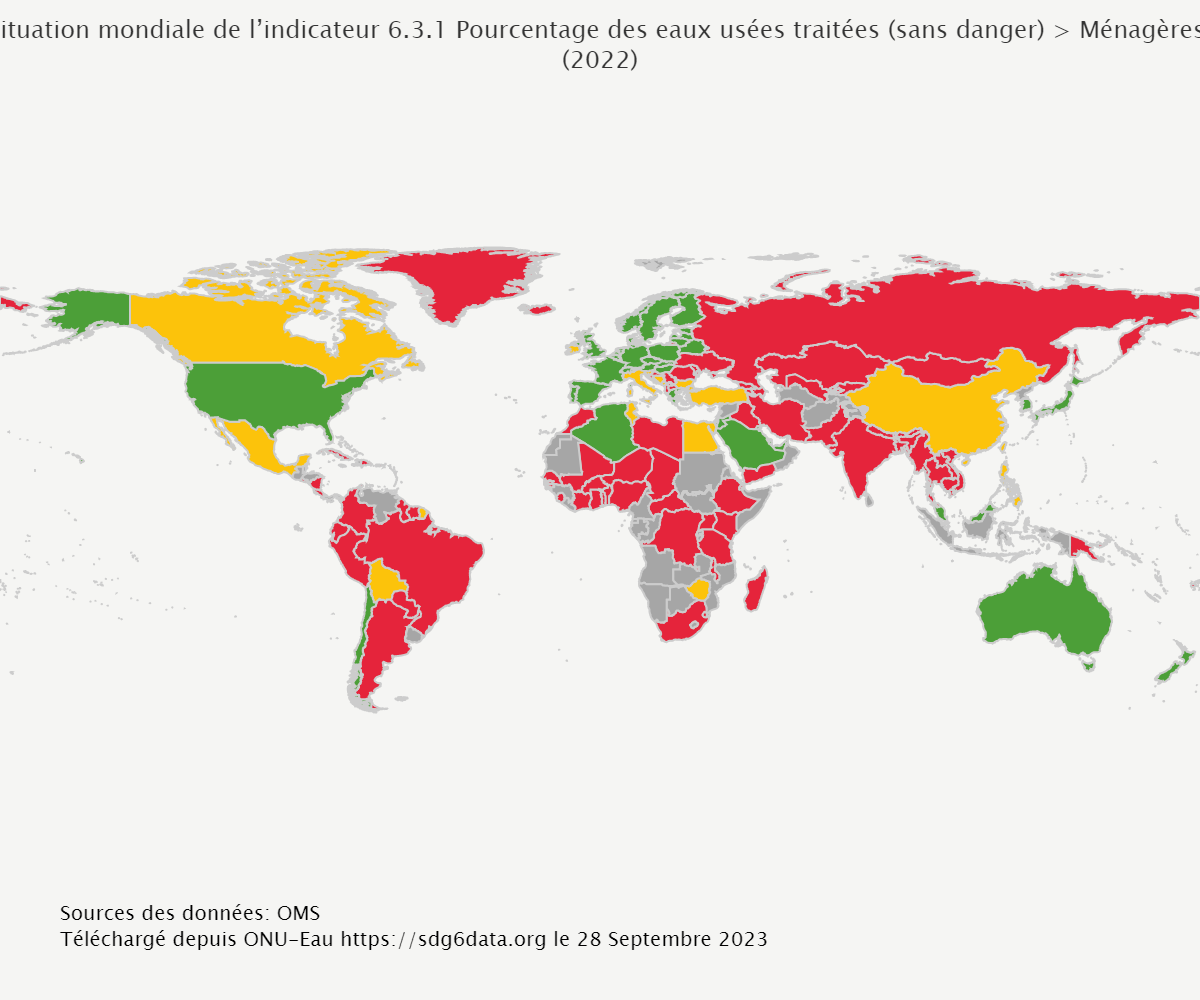 ituation mondiale de l’indicateur 6.3.1 Pourcentage des eaux usées traitées (sans danger) > Ménagères
(2022)
Sources des données: OMS
Téléchargé depuis ONU-Eau https://sdg6data.org le 28 Septembre 2023